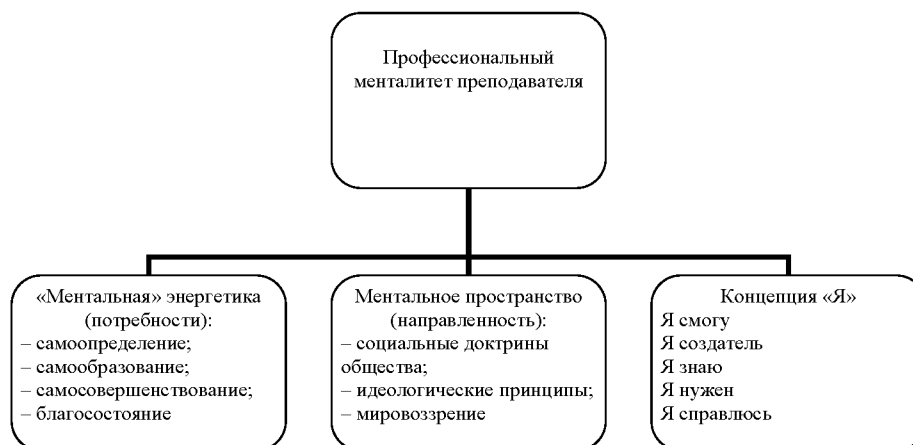 Профессиональный
менталитет преподавателя
«Ментальная» энергетика
(потребности):
– самоопределение;
– самообразование;
– самосовершенствование;
– благосостояние
Ментальное пространство
(направленность):
– социальные доктрины
общества;
– идеологические принципы;
– мировоззрение
Концепция «Я»
Я смогу
Я создатель
Я знаю
Я нужен
Я справлюсь